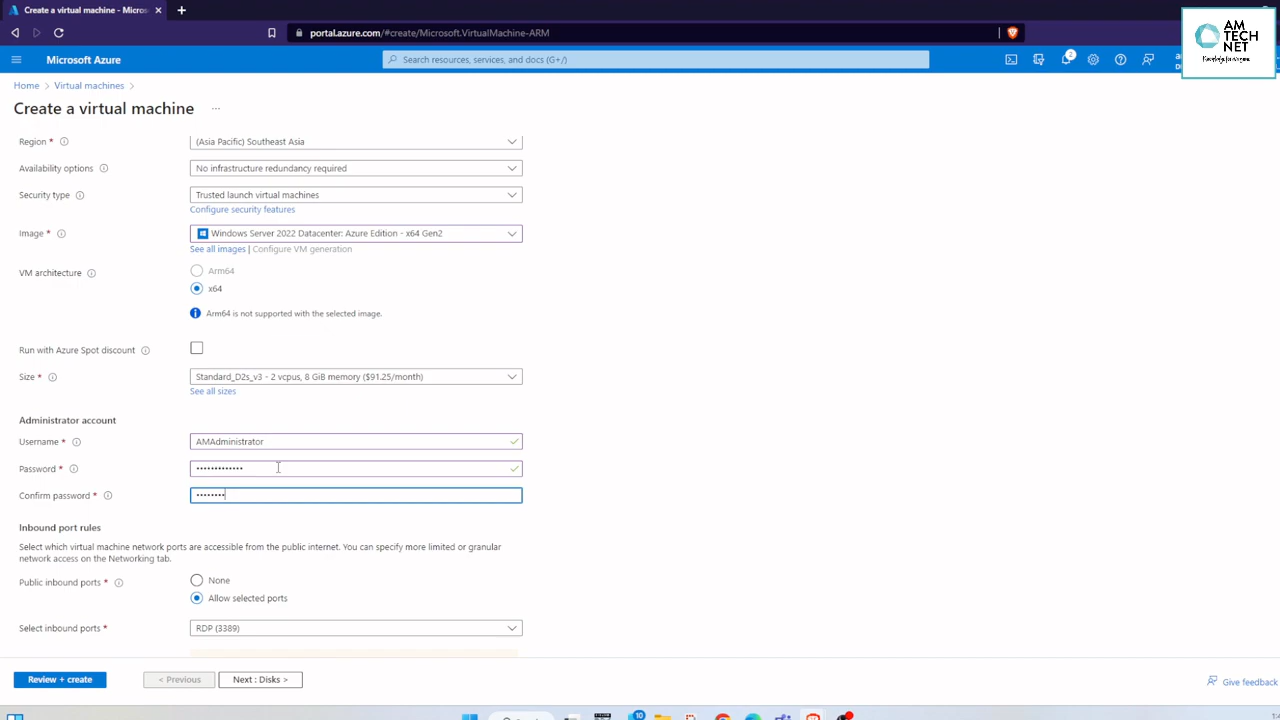 Create a virtual machine - Micros
portal.azure.com/#create/Microsoft.VirtualMachine-ARM
AM
TECH
NET
Microsoft Azure
Search resources, services, and docs (G+/)
2
Home > Virtual machines >
Create a virtual machine ...
Region *
(Asia Pacific) Southeast Asia
Availability options
No infrastructure redundancy required
Security type
Trusted launch virtual machines
Configure security features
Image *
Windows Server 2022 Datacenter: Azure Edition - x64 Gen2
See all images | Configure VM generation
VM architecture
Arm64
x64
Arm64 is not supported with the selected image.
Run with Azure Spot discount
Size *
Standard_D2s_v3 - 2 vcpus, 8 GiB memory ($91.25/month)
See all sizes
Administrator account
Username *
AMAdministrator
Password *
•••••••••••••
Confirm password *
••••••••
Inbound port rules
Select which virtual machine network ports are accessible from the public internet. You can specify more limited or granular
network access on the Networking tab.
Public inbound ports *
None
Allow selected ports
Select inbound ports *
RDP (3389)
Review + create
< Previous
Next : Disks >
Give feedback
10